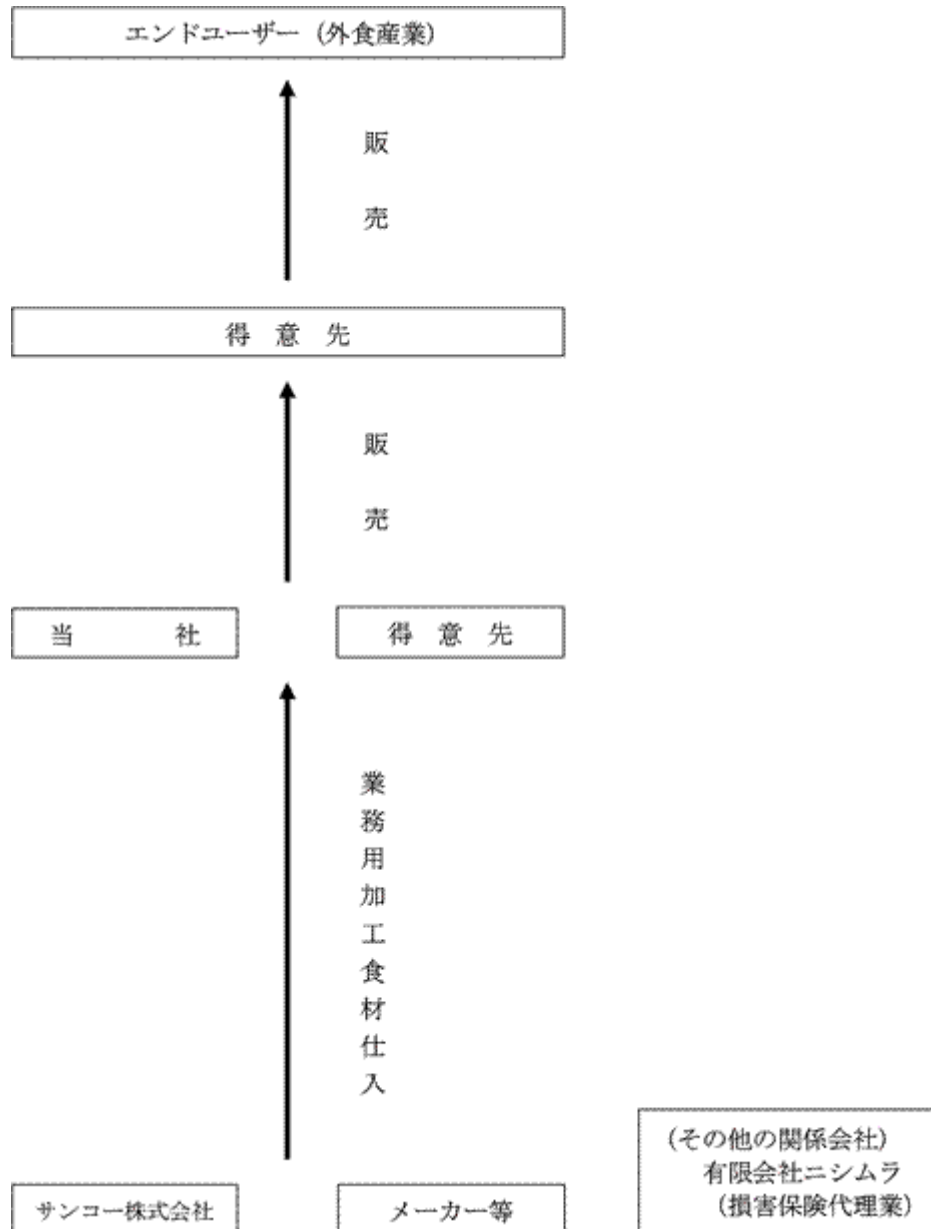 エンドユーザー（外食産業）
販売
得意先
販売
当社
得意先
業務用加工食材仕入
サンコー株式会社
メーカー等
（その他の関係会社）
有限会社ニシムラ
（損害保険代理業）